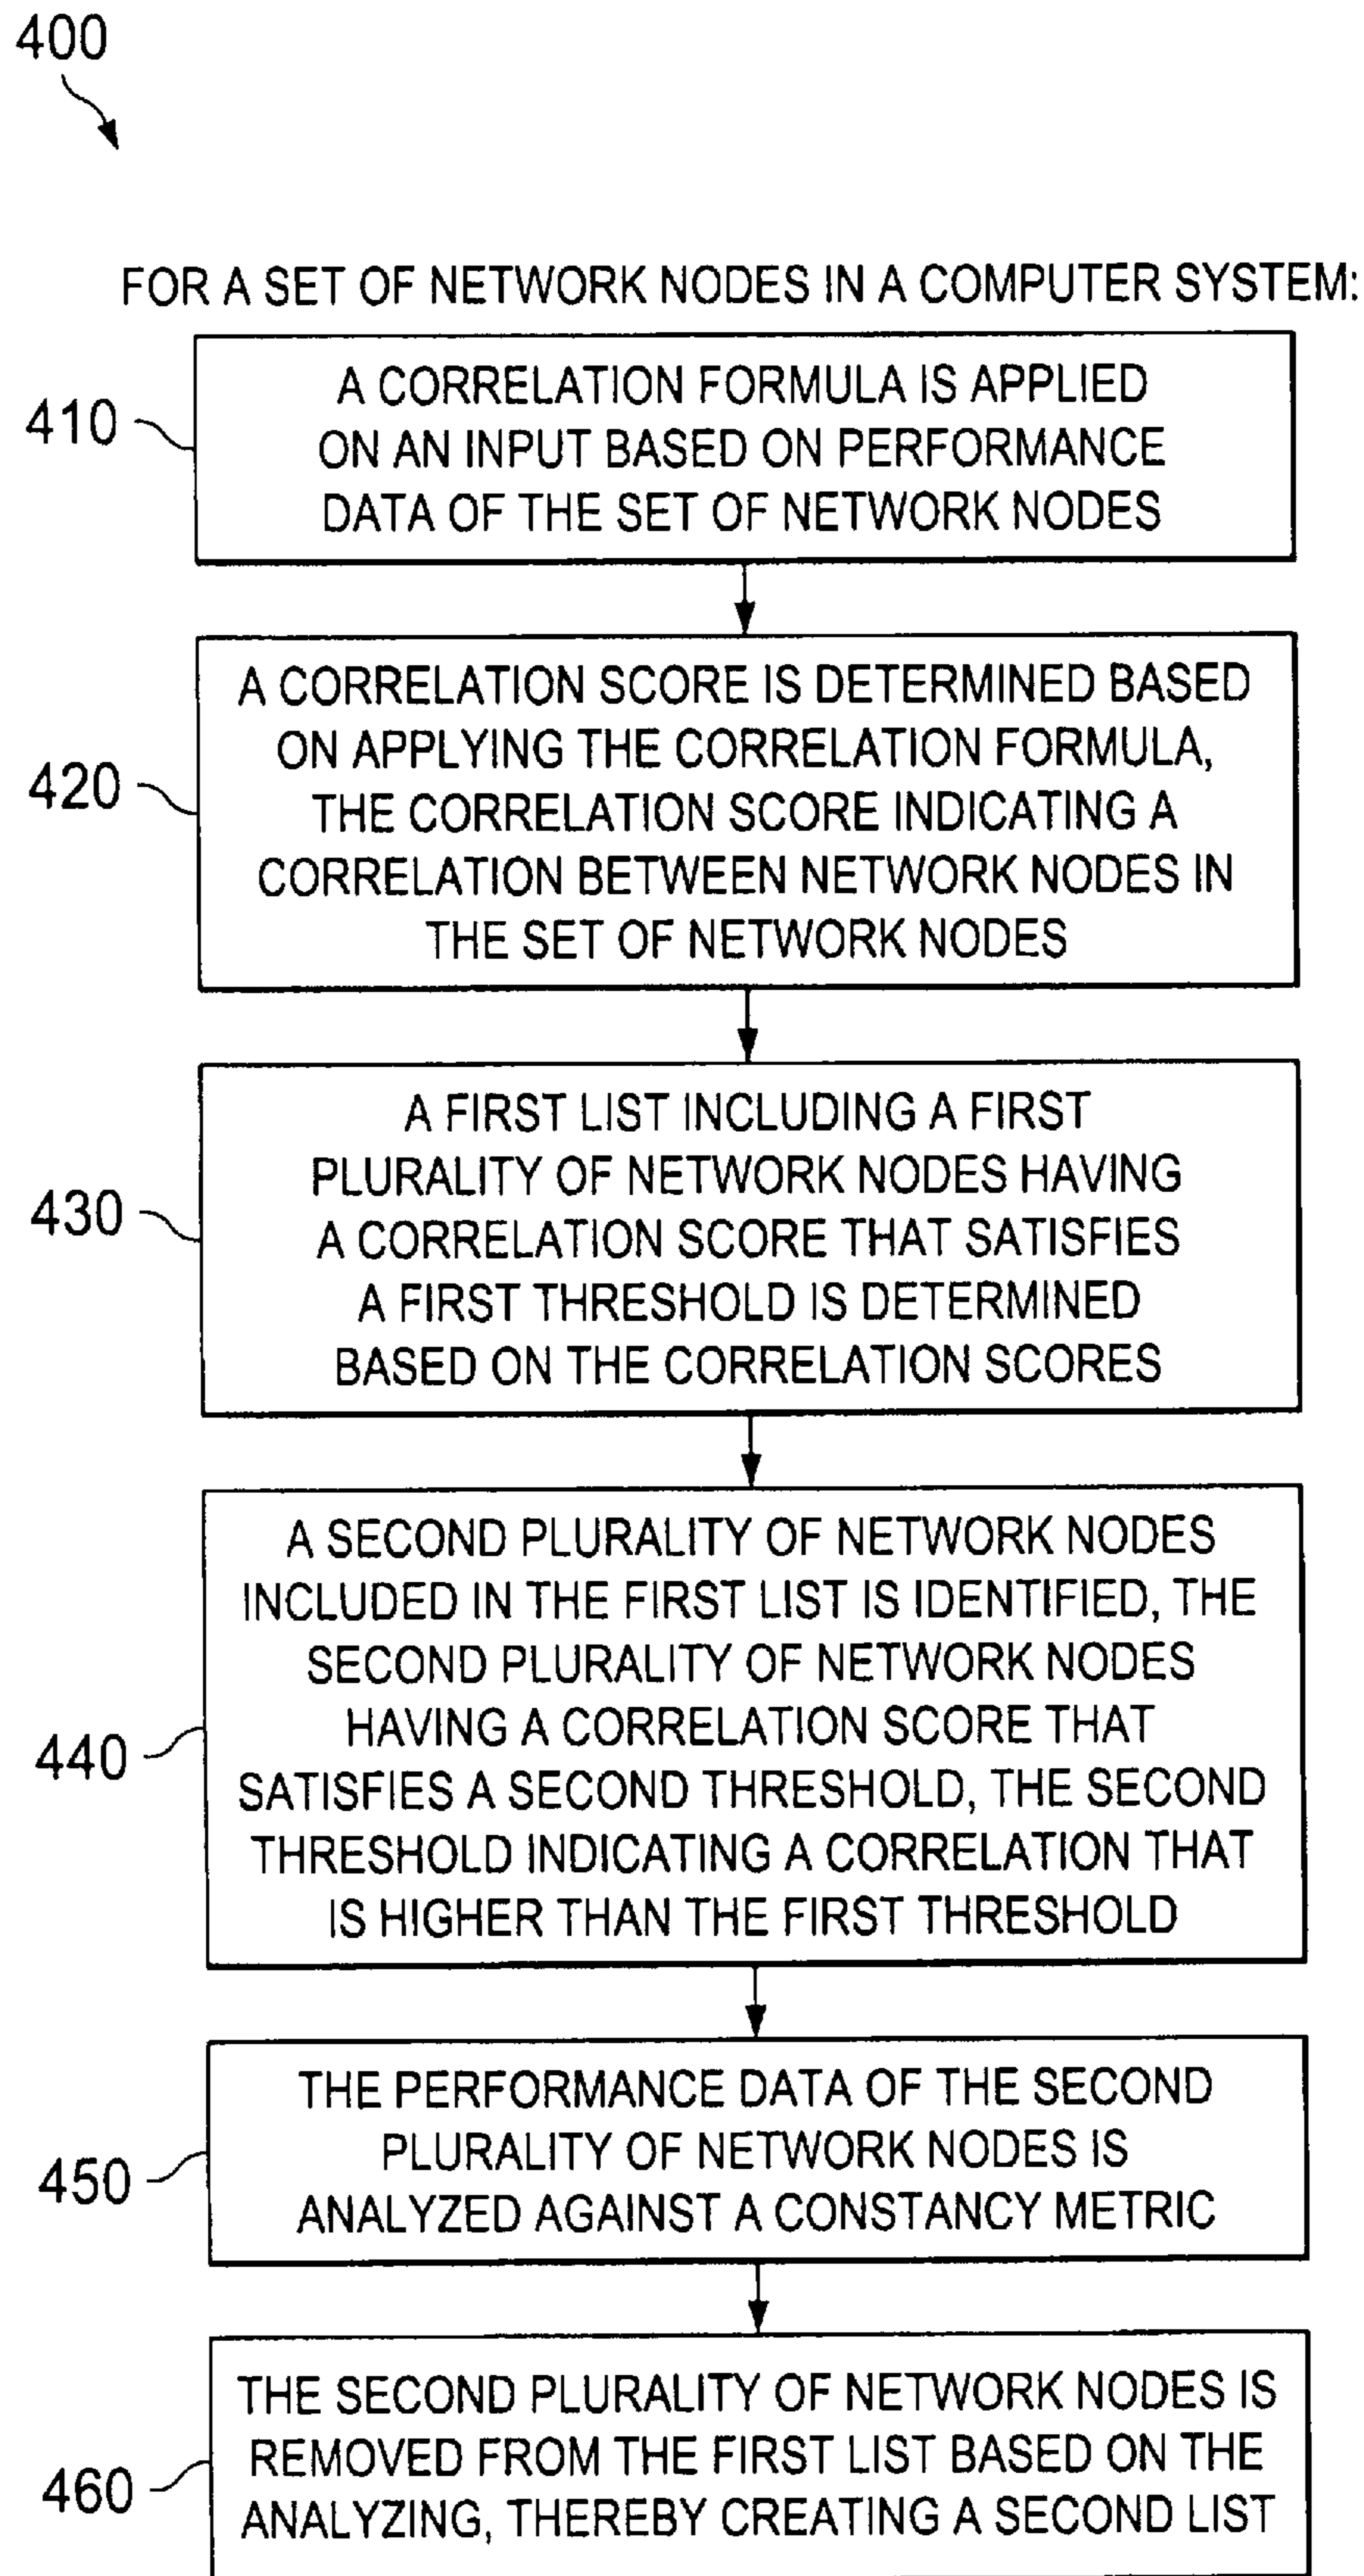 400
FOR A SET OF NETWORK NODES IN A COMPUTER SYSTEM:
410
A CORRELATION FORMULA IS APPLIED
ON AN INPUT BASED ON PERFORMANCE
DATA OF THE SET OF NETWORK NODES
420
A CORRELATION SCORE IS DETERMINED BASED
ON APPLYING THE CORRELATION FORMULA,
THE CORRELATION SCORE INDICATING A
CORRELATION BETWEEN NETWORK NODES IN
THE SET OF NETWORK NODES
430
A FIRST LIST INCLUDING A FIRST
PLURALITY OF NETWORK NODES HAVING
A CORRELATION SCORE THAT SATISFIES
A FIRST THRESHOLD IS DETERMINED
BASED ON THE CORRELATION SCORES
440
A SECOND PLURALITY OF NETWORK NODES
INCLUDED IN THE FIRST LIST IS IDENTIFIED, THE
SECOND PLURALITY OF NETWORK NODES
HAVING A CORRELATION SCORE THAT
SATISFIES A SECOND THRESHOLD, THE SECOND
THRESHOLD INDICATING A CORRELATION THAT
IS HIGHER THAN THE FIRST THRESHOLD
450
THE PERFORMANCE DATA OF THE SECOND
PLURALITY OF NETWORK NODES IS
ANALYZED AGAINST A CONSTANCY METRIC
460
THE SECOND PLURALITY OF NETWORK NODES IS
REMOVED FROM THE FIRST LIST BASED ON THE
ANALYZING, THEREBY CREATING A SECOND LIST